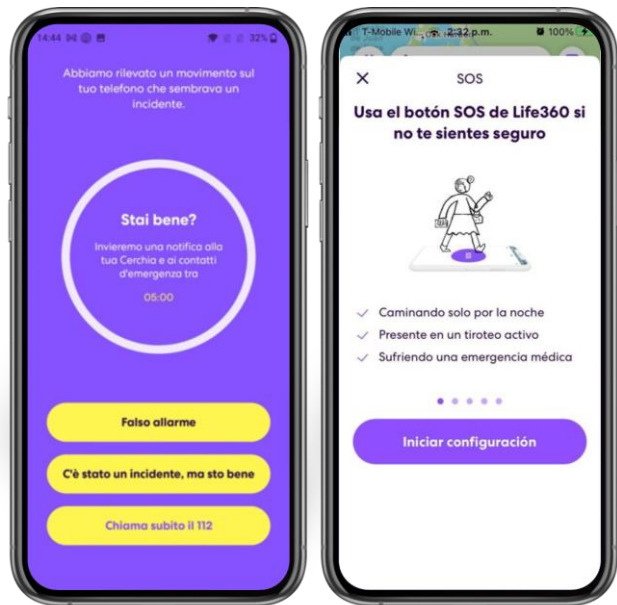 14:44
32%
Abbiamo rilevato un movimento sul
tuo telefono che sembrava un
incidente.
Stai bene?
Invieremo una notifica alla
tua Cerchia e ai contatti
d'emergenza tra
05:00
Falso allarme
C'è stato un incidente, ma sto bene
Chiama subito il 112
T-Mobile Wi... 2:32 p.m. 100%
SOS
Usa el botón SOS de Life360 si
no te sientes seguro
Caminando solo por la noche
Presente en un tiroteo activo
Sufriendo una emergencia médica
Iniciar configuración